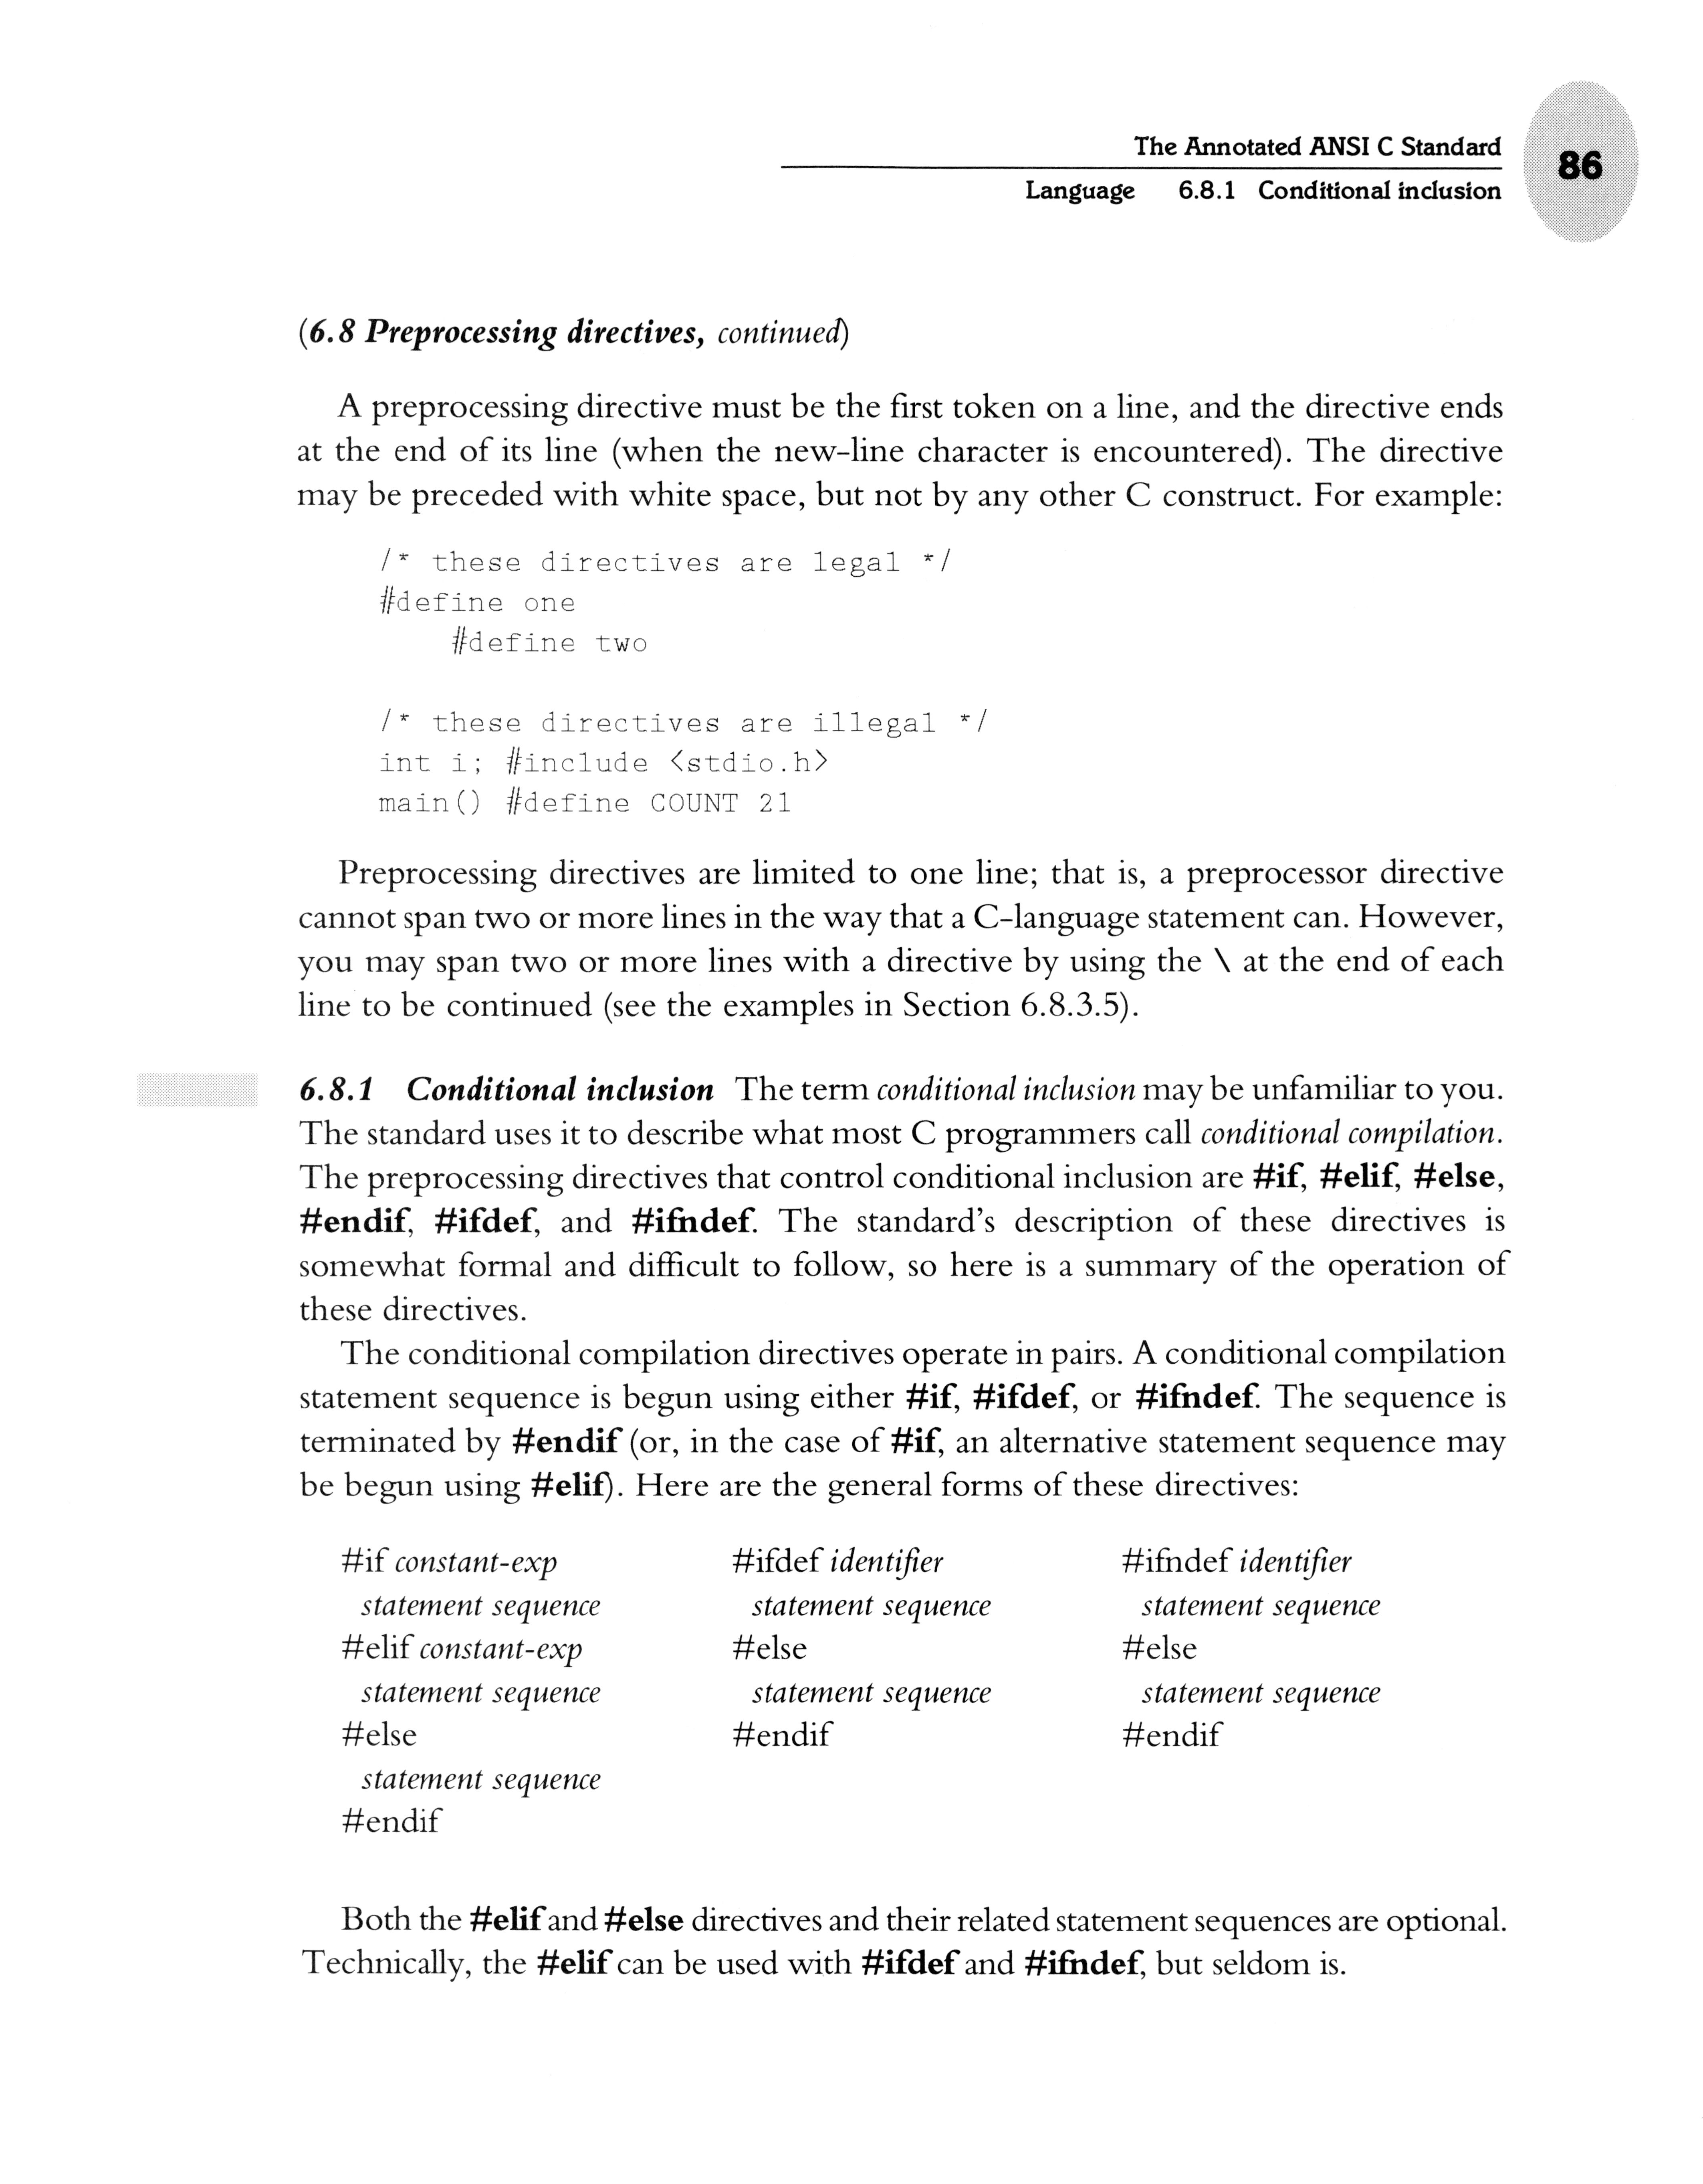 The Annotated ANSI C Standard
86
Language 6.8.1 Conditional inclusion
(6.8 Preprocessing directives, continued)
A preprocessing directive must be the first token on a line, and the directive ends
at the end of its line (when the new-line character is encountered). The directive
may be preceded with white space, but not by any other C construct. For example:
/* these directives are legal */
#define one
#define two
/* these directives are illegal */
int i; #include <stdio.h>
main() #define COUNT 21
Preprocessing directives are limited to one line; that is, a preprocessor directive
cannot span two or more lines in the way that a C-language statement can. However,
you may span two or more lines with a directive by using the \ at the end of each
line to be continued (see the examples in Section 6.8.3.5).
6.8.1 Conditional inclusion The term conditional inclusion may be unfamiliar to you.
The standard uses it to describe what most C programmers call conditional compilation.
The preprocessing directives that control conditional inclusion are #if, #elif, #else,
#endif, #ifdef, and #ifndef. The standard's description of these directives is
somewhat formal and difficult to follow, so here is a summary of the operation of
these directives.
The conditional compilation directives operate in pairs. A conditional compilation
statement sequence is begun using either #if, #ifdef, or #ifndef. The sequence is
terminated by #endif (or, in the case of #if, an alternative statement sequence may
be begun using #elif). Here are the general forms of these directives:
#if constant-exp
statement sequence
#elif constant-exp
statement sequence
#else
statement sequence
#endif
#ifdef identifier
statement sequence
#else
statement sequence
#endif
#ifndef identifier
statement sequence
#else
statement sequence
#endif
Both the #elif and #else directives and their related statement sequences are optional.
Technically, the #elif can be used with #ifdef and #ifndef, but seldom is.